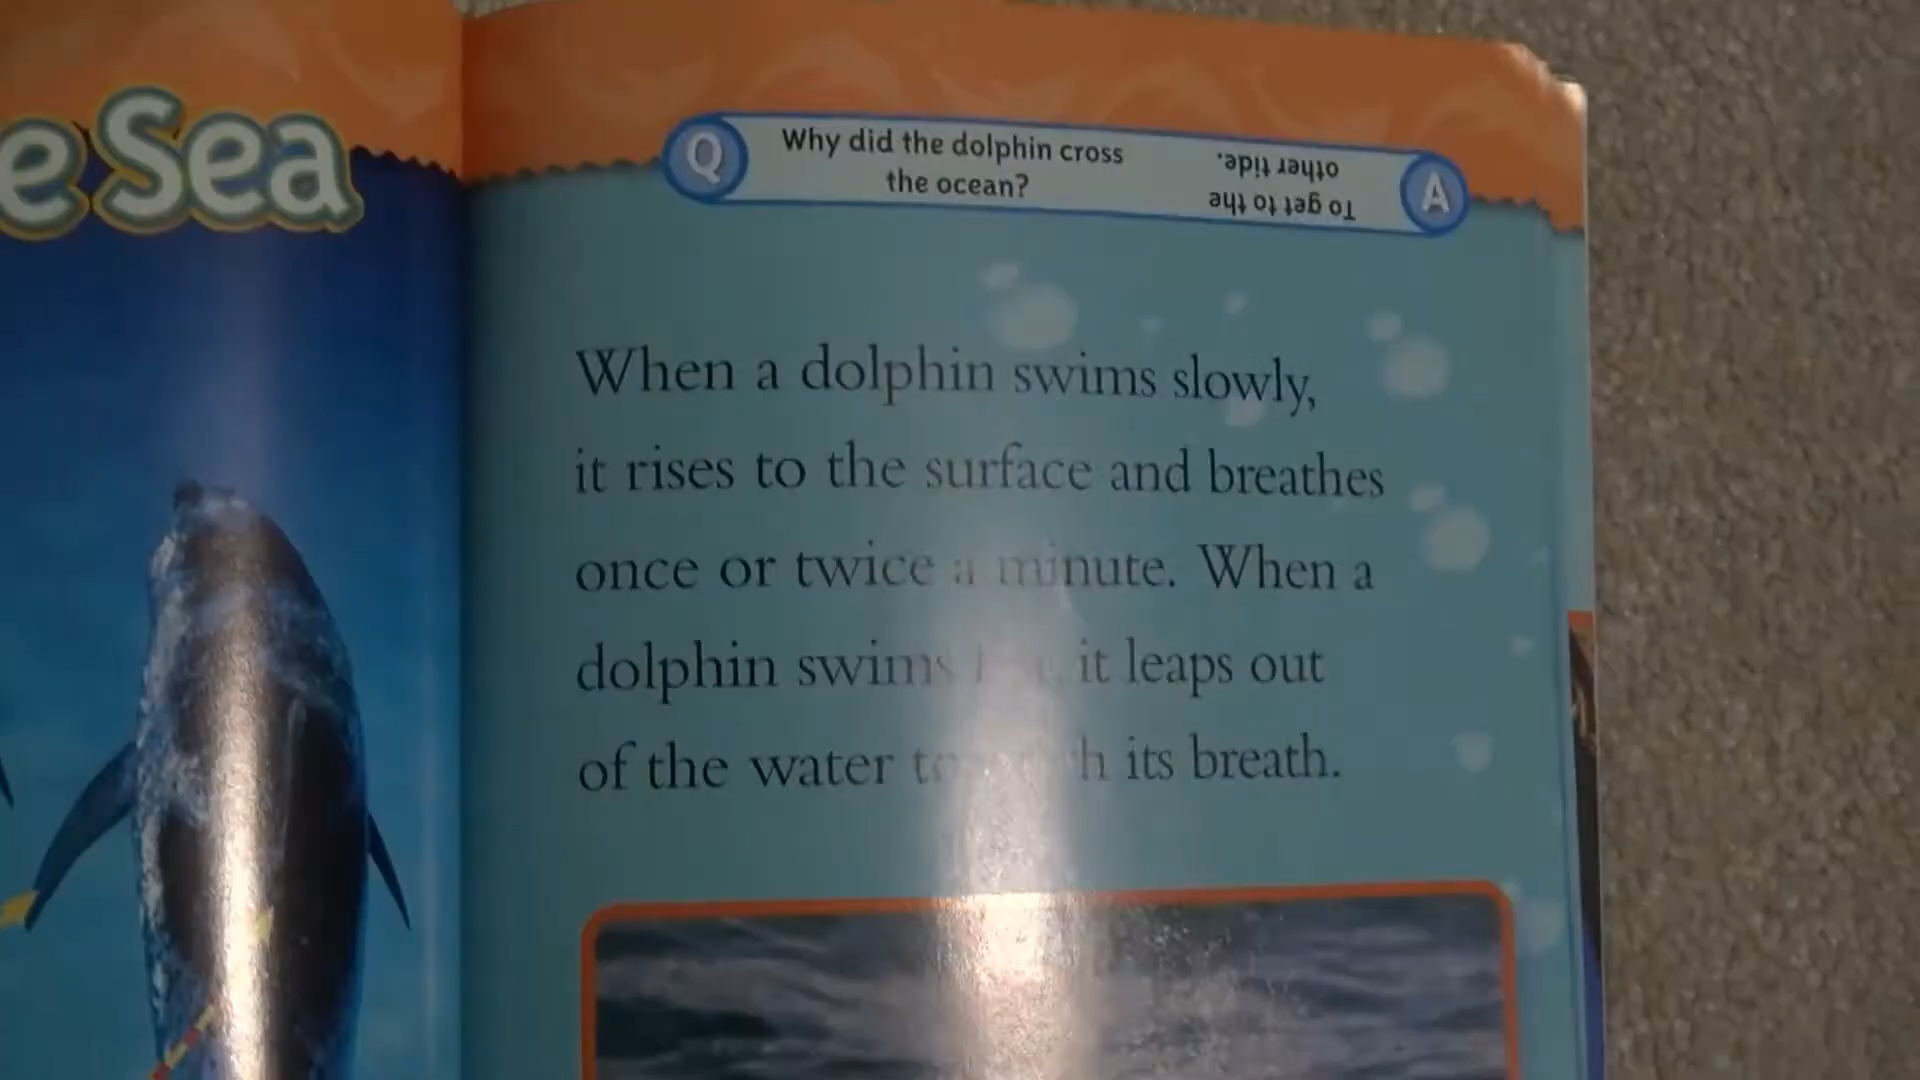 e Sea
Q
Why did the dolphin cross
the ocean?
To get to the
other tide.
A
When a dolphin swims slowly,
it rises to the surface and breathes
once or twice a minute. When a
dolphin swims it leaps out
of the water to its breath.